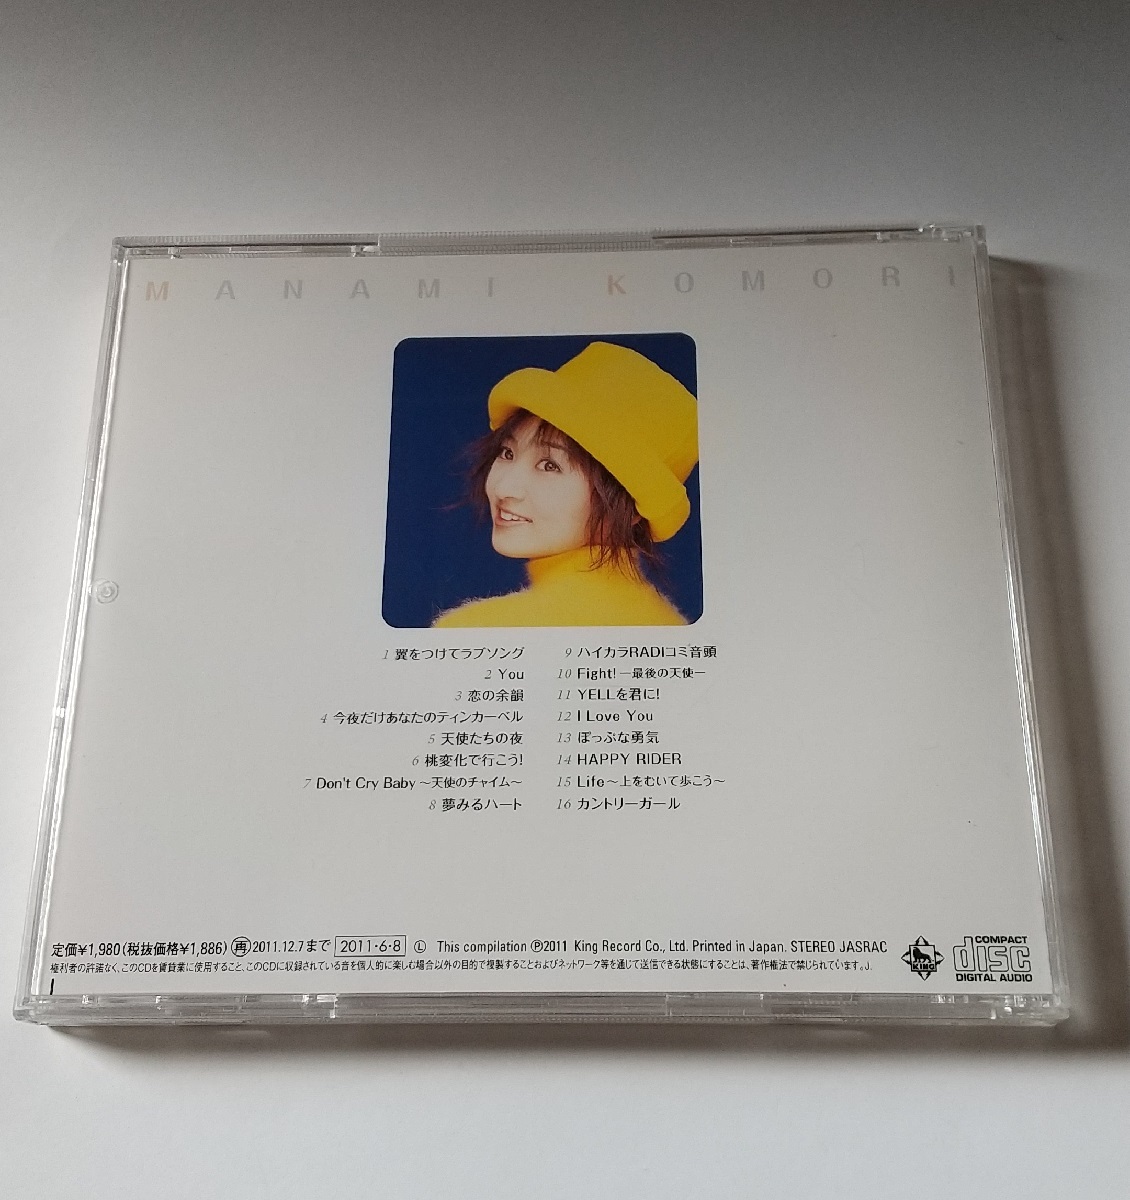 MANAMI KOMORI
1 翼をつけてラブソング
2 You
3 恋の余韻
4 今夜だけあなたのティンカーベル
5 天使たちの夜
6 桃変化で行こう!
7 Don't Cry Baby ～天使のチャイム～
8 夢みるハート
9 ハイカラRADIコミ音頭
10 Fight! ―最後の天使―
11 YELLを君に!
12 I Love You
13 ぽっぷな勇気
14 HAPPY RIDER
15 Life～上をむいて歩こう～
16 カントリーガール
定価¥1,980(税抜価格¥1,886) 再 2011.12.7まで 2011・6・8 Ⓛ This compilation Ⓟ2011 King Record Co., Ltd. Printed in Japan. STEREO JASRAC
権利者の許諾なく、このCDを賃貸業に使用すること、このCDに収録されている音を個人的に楽しむ場合以外の目的で複製することおよびネットワーク等を通じて送信できる状態にすることは、著作権法で禁じられています。J.
KING
COMPACT
disc
DIGITAL AUDIO